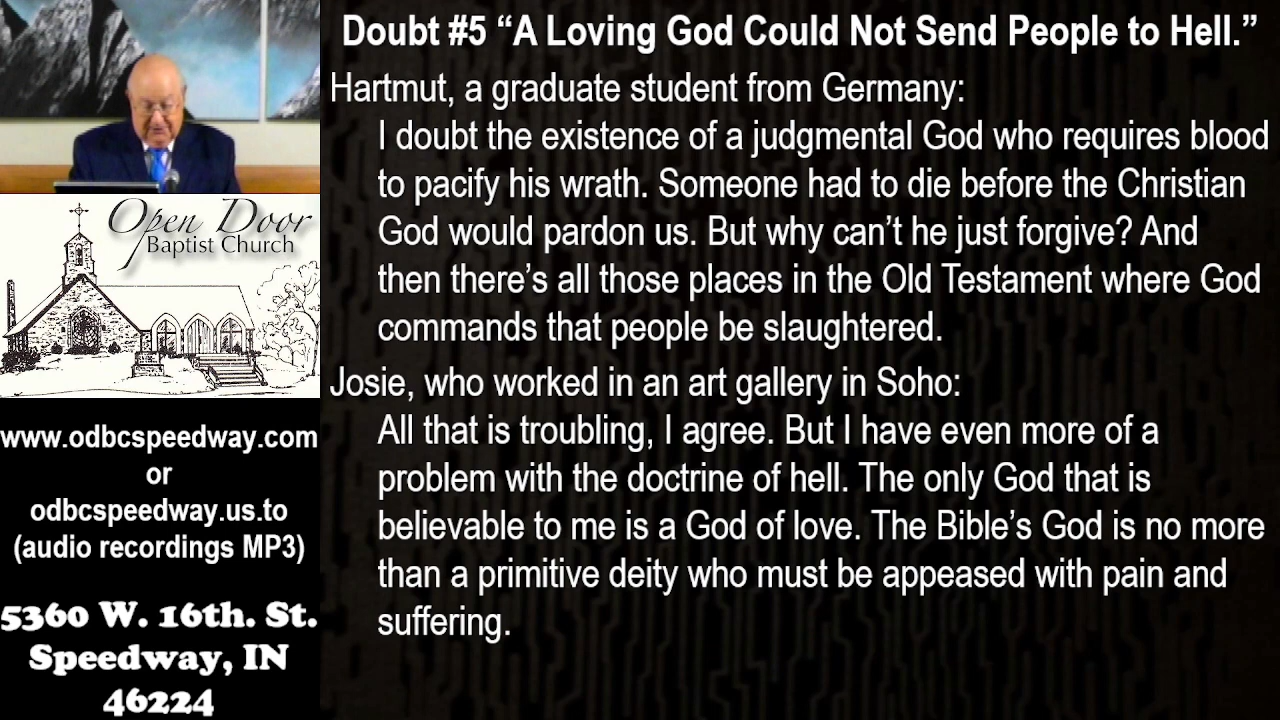 Doubt #5 “A Loving God Could Not Send People to Hell.”
Hartmut, a graduate student from Germany:
I doubt the existence of a judgmental God who requires blood
to pacify his wrath. Someone had to die before the Christian
God would pardon us. But why can’t he just forgive? And
then there’s all those places in the Old Testament where God
commands that people be slaughtered.
Josie, who worked in an art gallery in Soho:
All that is troubling, I agree. But I have even more of a
problem with the doctrine of hell. The only God that is
believable to me is a God of love. The Bible’s God is no more
than a primitive deity who must be appeased with pain and
suffering.
Open Door
Baptist Church
www.odbcspeedway.com
or
odbcspeedway.us.to
(audio recordings MP3)
5360 W. 16th. St.
Speedway, IN
46224